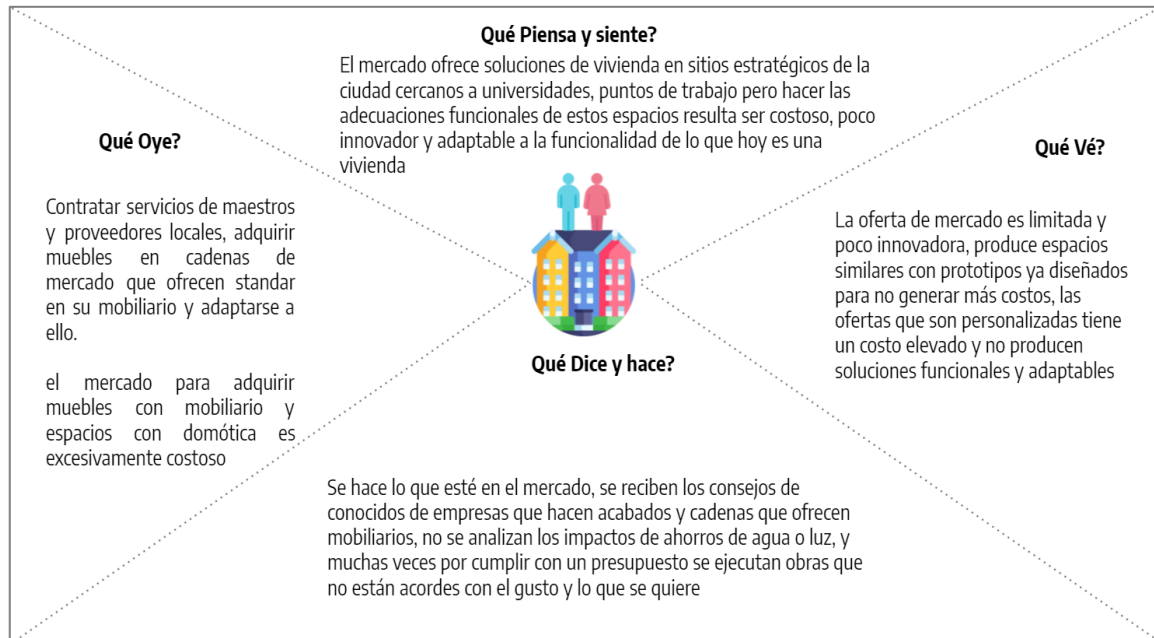 Qué Piensa y siente?
El mercado ofrece soluciones de vivienda en sitios estratégicos de la
ciudad cercanos a universidades, puntos de trabajo pero hacer las
adecuaciones funcionales de estos espacios resulta ser costoso, poco
innovador y adaptable a la funcionalidad de lo que hoy es una
vivienda
Qué Oye?
Contratar servicios de maestros
y proveedores locales, adquirir
muebles en cadenas de
mercado que ofrecen standar
en su mobiliario y adaptarse a
ello.
el mercado para adquirir
muebles con mobiliario y
espacios con domótica es
excesivamente costoso
Qué Vé?
La oferta de mercado es limitada y
poco innovadora, produce espacios
similares con prototipos ya diseñados
para no generar más costos, las
ofertas que son personalizadas tiene
un costo elevado y no producen
soluciones funcionales y adaptables
Qué Dice y hace?
Se hace lo que esté en el mercado, se reciben los consejos de
conocidos de empresas que hacen acabados y cadenas que ofrecen
mobiliarios, no se analizan los impactos de ahorros de agua o luz, y
muchas veces por cumplir con un presupuesto se ejecutan obras que
no están acordes con el gusto y lo que se quiere